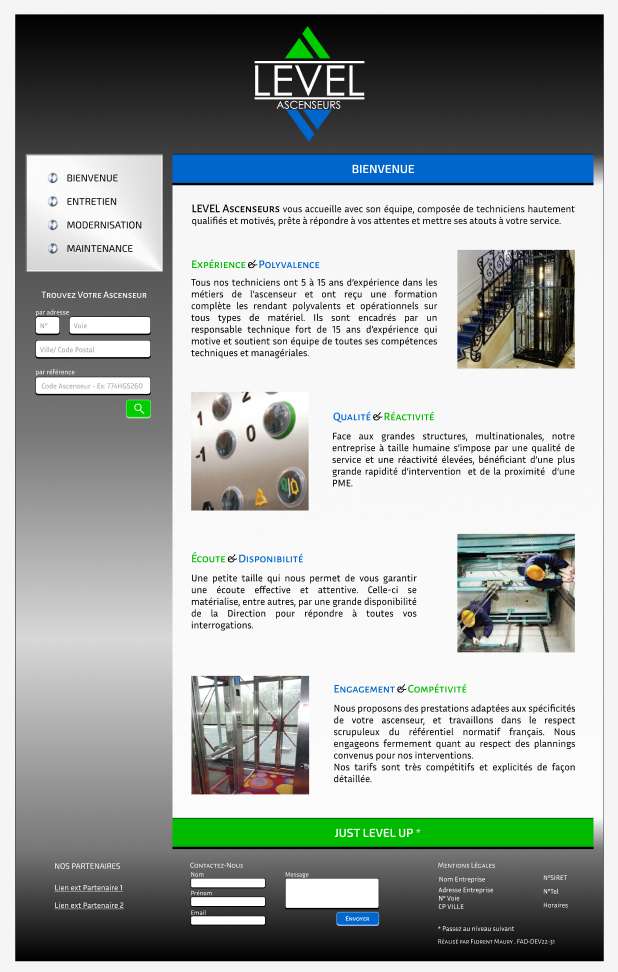 LEVEL
ASCENSEURS
BIENVENUE
ENTRETIEN
MODERNISATION
MAINTENANCE
Trouvez Votre Ascenseur
par adresse
N°
Voie
Ville/ Code Postal
par référence
Code Ascenseur - Ex: 774HG5260
BIENVENUE
LEVEL Ascenseurs vous accueille avec son équipe, composée de techniciens hautement
qualifiés et motivés, prête à répondre à vos attentes et mettre ses atouts à votre service.
Expérience & Polyvalence
Tous nos techniciens ont 5 à 15 ans d'expérience dans les
métiers de l'ascenseur et ont reçu une formation
complète les rendant polyvalents et opérationnels sur
tous types de matériel. Ils sont encadrés par un
responsable technique fort de 15 ans d'expérience qui
motive et soutient son équipe de toutes ses compétences
techniques et managériales.
1
2
-1
0
Qualité & Réactivité
Face aux grandes structures, multinationales, notre
entreprise à taille humaine s'impose par une qualité de
service et une réactivité élevées, bénéficiant d'une plus
grande rapidité d'intervention et de la proximité d'une
PME.
Écoute & Disponibilité
Une petite taille qui nous permet de vous garantir
une écoute effective et attentive. Celle-ci se
matérialise, entre autres, par une grande disponibilité
de la Direction pour répondre à toutes vos
interrogations.
Engagement & Compétivité
Nous proposons des prestations adaptées aux spécificités
de votre ascenseur, et travaillons dans le respect
scrupuleux du référentiel normatif français. Nous
engageons fermement quant au respect des plannings
convenus pour nos interventions.
Nos tarifs sont très compétitifs et explicités de façon
détaillée.
JUST LEVEL UP *
NOS PARTENAIRES
Lien ext Partenaire 1
Lien ext Partenaire 2
Contactez-Nous
Nom
Prénom
Email
Message
Envoyer
Mentions Légales
Nom Entreprise
Adresse Entreprise
N° Voie
CP VILLE
N°SIRET
N°Tel
Horaires
* Passez au niveau suivant
Réalisé par Florent Maury . FAD-DEV22-31